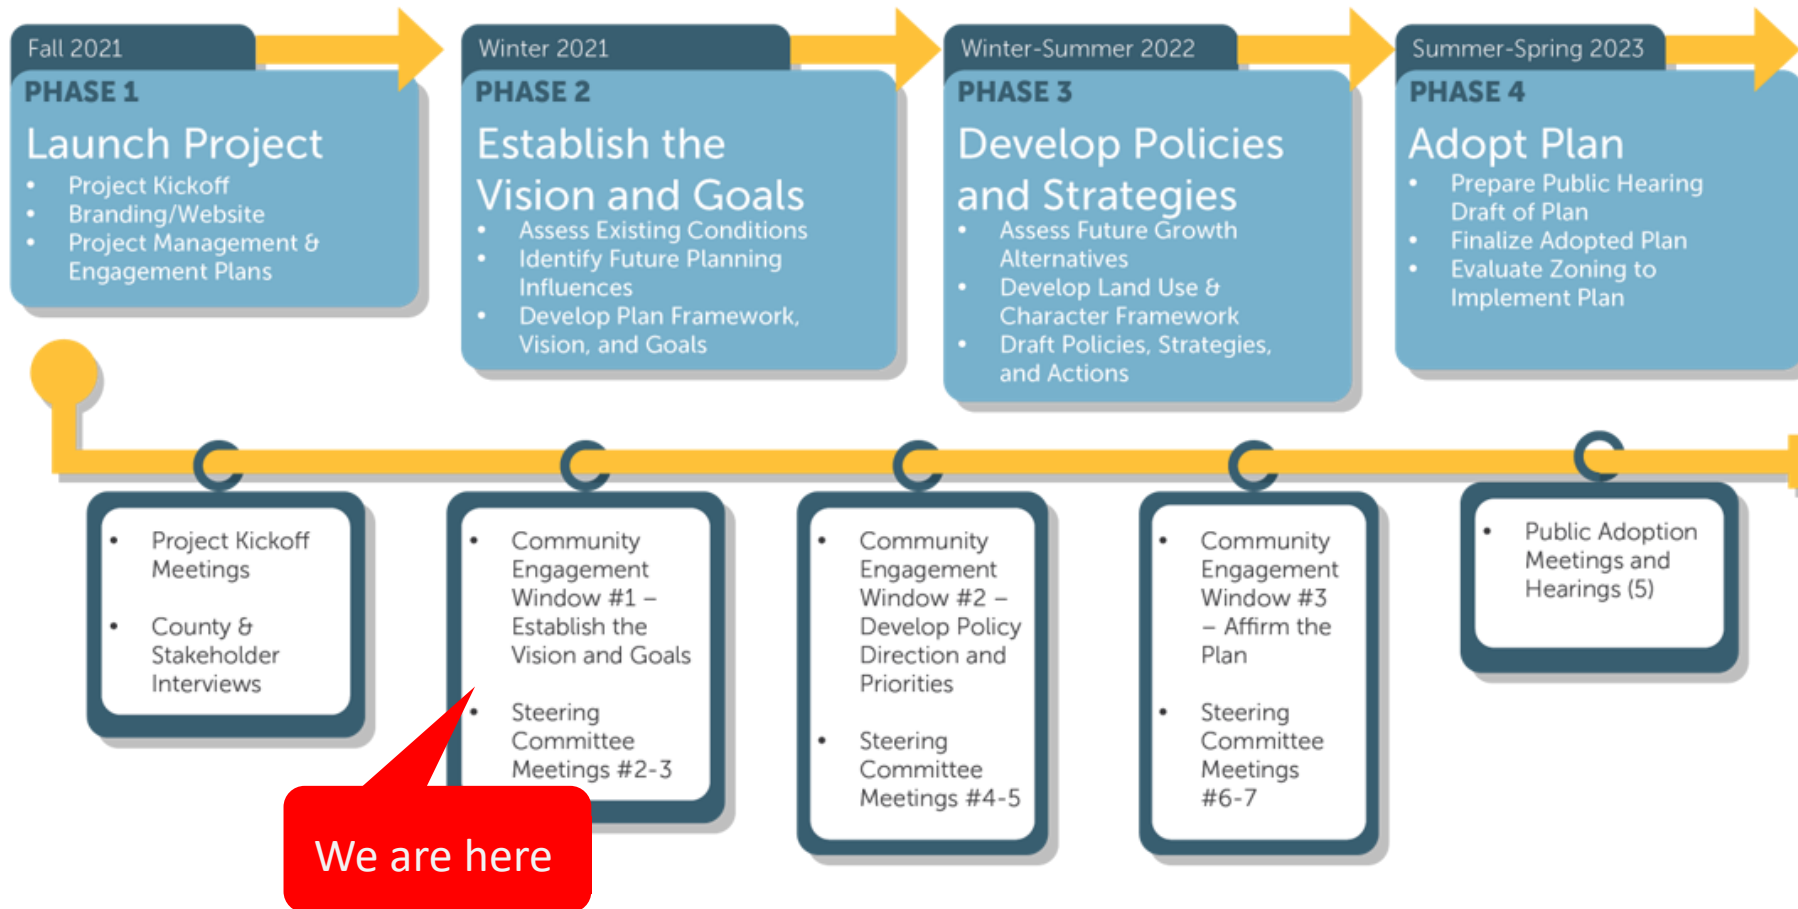 Fall 2021
PHASE 1
Launch Project
• Project Kickoff
• Branding/Website
• Project Management &
Engagement Plans
Winter 2021
PHASE 2
Establish the
Vision and Goals
• Assess Existing Conditions
• Identify Future Planning
Influences
• Develop Plan Framework,
Vision, and Goals
Winter-Summer 2022
PHASE 3
Develop Policies
and Strategies
• Assess Future Growth
Alternatives
• Develop Land Use &
Character Framework
• Draft Policies, Strategies,
and Actions
Summer-Spring 2023
PHASE 4
Adopt Plan
• Prepare Public Hearing
Draft of Plan
• Finalize Adopted Plan
• Evaluate Zoning to
Implement Plan
• Project Kickoff
Meetings
• County &
Stakeholder
Interviews
• Community
Engagement
Window #1 –
Establish the
Vision and Goals
• Steering
Committee
Meetings #2-3
• Community
Engagement
Window #2 –
Develop Policy
Direction and
Priorities
• Steering
Committee
Meetings #4-5
• Community
Engagement
Window #3
– Affirm the
Plan
• Steering
Committee
Meetings
#6-7
• Public Adoption
Meetings and
Hearings (5)
We are here